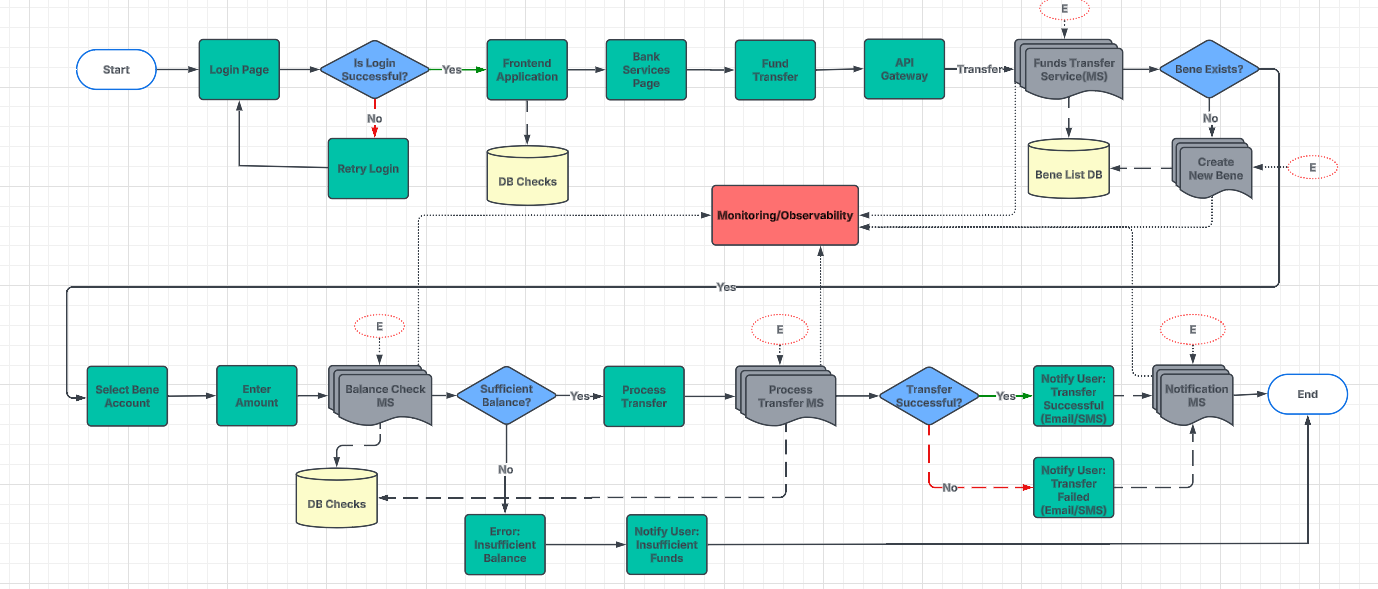 E
Start
Login Page
Is Login
Successful?
Yes
Frontend
Application
Bank
Services
Page
Fund
Transfer
API
Gateway
Transfer
Funds Transfer
Service(MS)
Bene Exists?
No
No
Retry Login
DB Checks
Bene List DB
Create
New Bene
E
Monitoring/Observability
Yes
E
E
E
Select Bene
Account
Enter
Amount
Balance Check
MS
Sufficient
Balance?
Yes
Process
Transfer
Process
Transfer MS
Transfer
Successful?
Yes
Notify User:
Transfer
Successful
(Email/SMS)
Notification
MS
End
No
DB Checks
No
Notify User:
Transfer
Failed
(Email/SMS)
Error:
Insufficient
Balance
Notify User:
Insufficient
Funds